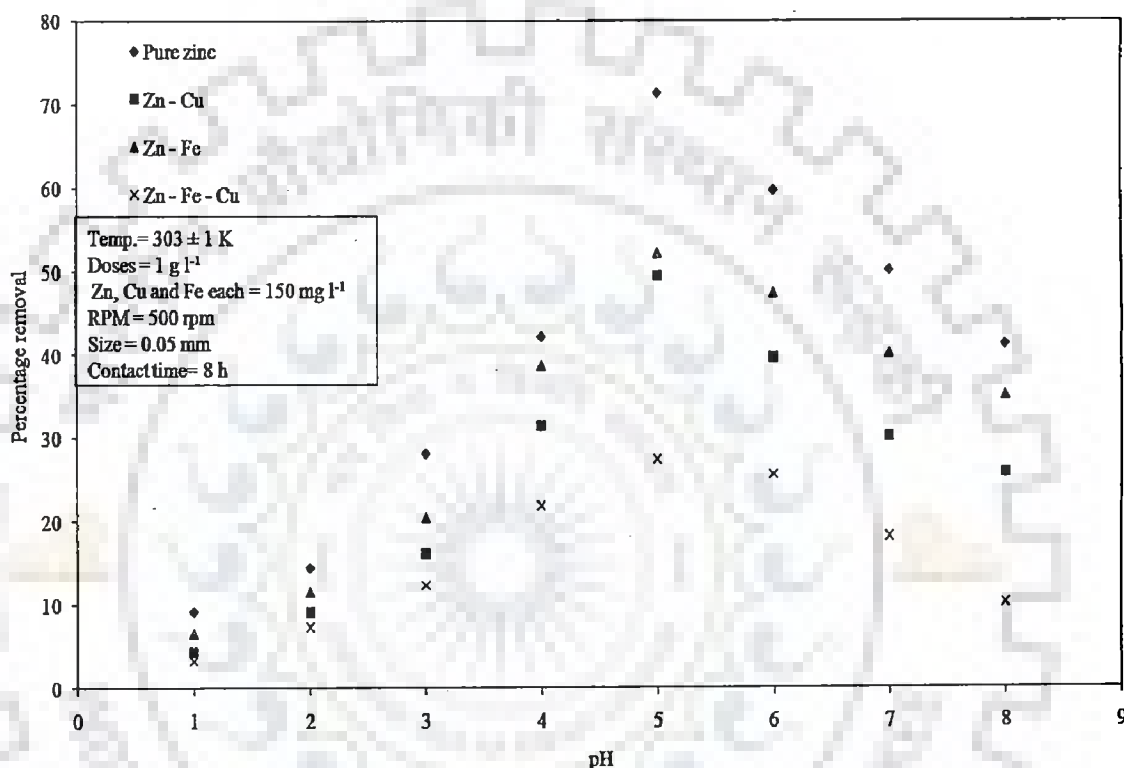 80
70
60
50
40
30
20
10
0
Percentage removal
Pure zinc
Zn - Cu
Zn - Fe
Zn - Fe - Cu
Temp.= 303 ± 1 K
Doses = 1 g l⁻¹
Zn, Cu and Fe each = 150 mg l⁻¹
RPM = 500 rpm
Size = 0.05 mm
Contact time= 8 h
0 1 2 3 4 5 6 7 8 9
pH